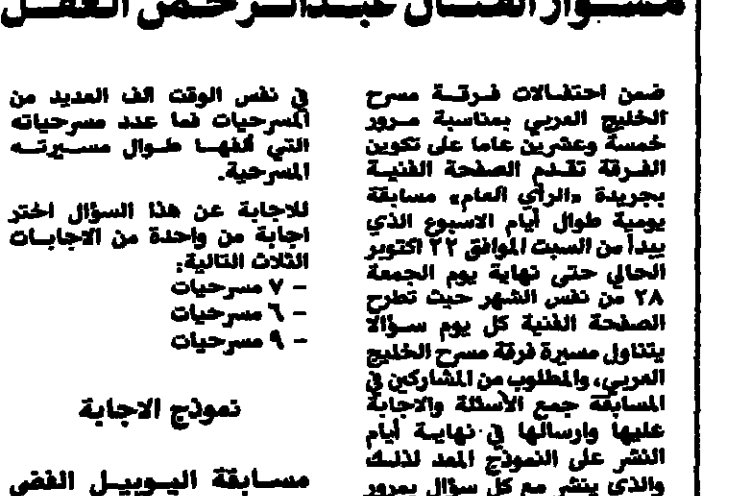 مشوار الفنان عبدالرحمن العقل
ضمن احتفالات فرقة مسرح
الخليج العربي بمناسبة مرور
خمسة وعشرين عاما على تكوين
الفرقة تقدم الصفحة الفنية
بجريدة «الرأي العام» مسابقة
يومية طوال أيام الاسبوع الذي
يبدأ من السبت الموافق ٢٢ اكتوبر
الحالي حتى نهاية يوم الجمعة
٢٨ من نفس الشهر حيث تطرح
الصفحة الفنية كل يوم سؤالا
يتناول مسيرة فرقة مسرح الخليج
العربي، والمطلوب من المشاركين في
المسابقة جمع الأسئلة والاجابة
عليها وارسالها في نهاية أيام
النشر على النموذج المعد لذلك
والذي ينشر مع كل سؤال بمرور
في نفس الوقت الف العديد من
المسرحيات فما عدد مسرحياته
التي ألفها طوال مسيرته
المسرحية.
للاجابة عن هذا السؤال اختر
اجابة من واحدة من الاجابات
الثلاث التالية:
- ٧ مسرحيات
- ٦ مسرحيات
- ٩ مسرحيات
نموذج الاجابة
مسابقة اليوبيل الفضي